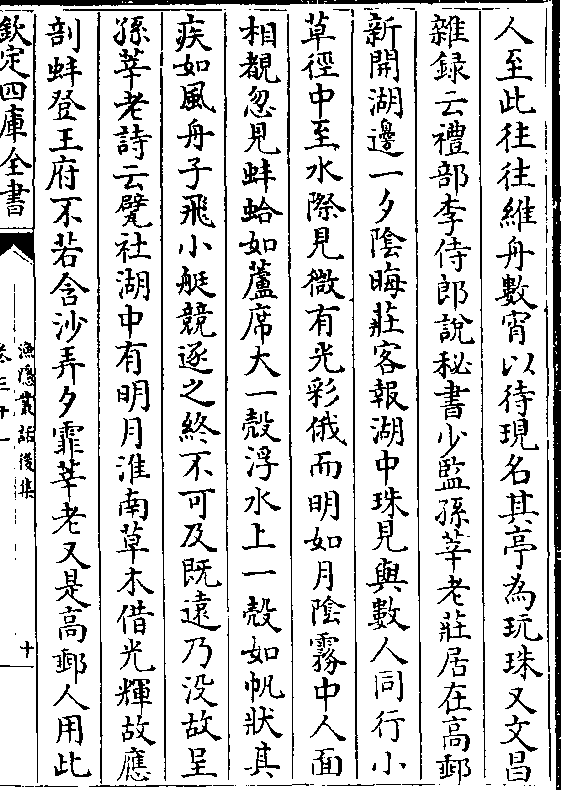 人至此往往維舟數宵以待現名其亭為玩珠又文昌
雜録云禮部李侍郎說秘書少監孫莘老莊居在高郵
新開湖邊一夕陰晦莊客報湖中珠見與數人同行小
草徑中至水際見微有光彩俄而明如月陰霧中人面
相覩忽見蚌蛤如蘆席大一殻浮水上一殻如帆狀其
疾如風舟子飛小艇競逐之終不可及既逺乃没故呈
孫莘老詩云甓社湖中有明月淮南草木借光輝故應
剖蚌登王府不若含沙弄夕霏莘老又是高郵人用此
欽定四庫全書
漁隱叢話後集
卷三十一
十